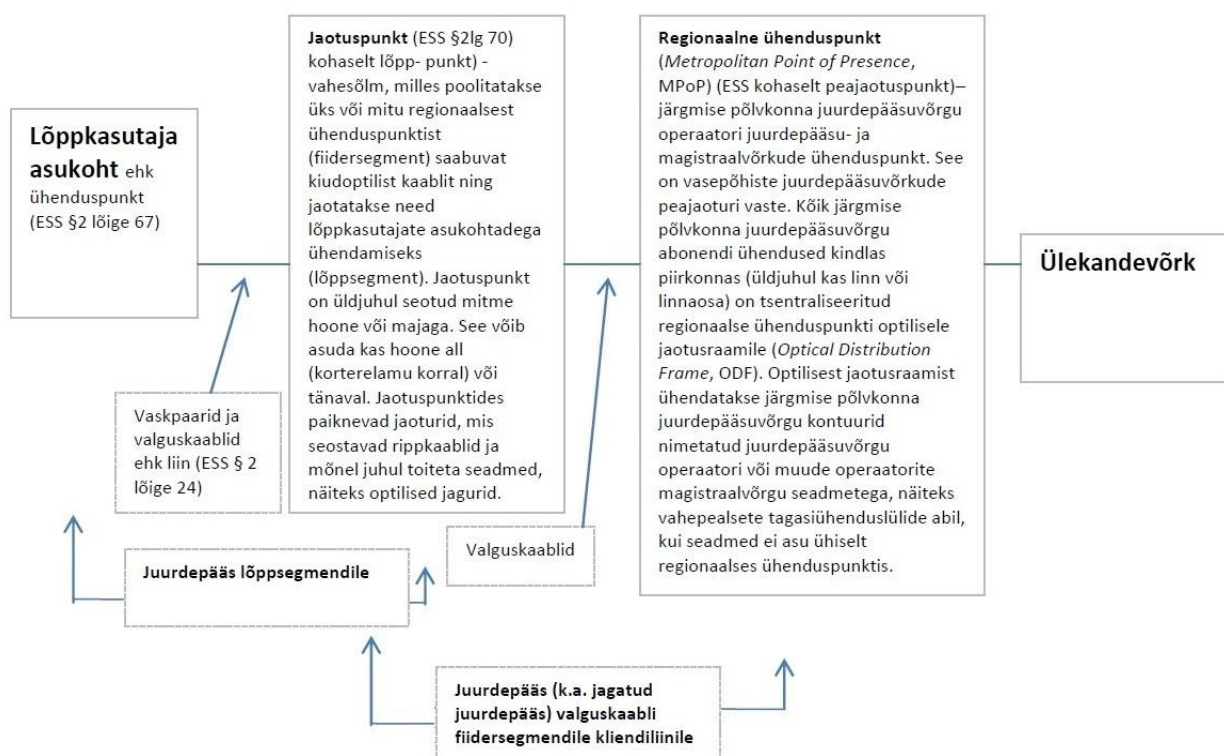 Lõppkasutaja
asukoht ehk
ühenduspunkt
(ESS §2 lõige 67)
Vaskpaarid ja
valguskaablid
ehk liin (ESS § 2
lõige 24)
Jaotuspunkt (ESS §2lg 70)
kohaselt lõpp- punkt) -
vahesõlm, milles poolitatakse
üks või mitu regionaalsest
ühenduspunktist
(fiidersegment) saabuvat
kiudoptilist kaablit ning
jaotatakse need
lõppkasutajate asukohtadega
ühendamiseks
(lõppsegment). Jaotuspunkt
on üldjuhul seotud mitme
hoone või majaga. See võib
asuda kas hoone all
(korterelamu korral) või
tänaval. Jaotuspunktides
paiknevad jaoturid, mis
seostavad rippkaablid ja
mõnel juhul toiteta seadmed,
näiteks optilised jagurid.
Valguskaablid
Regionaalne ühenduspunkt
(Metropolitan Point of Presence,
MPoP) (ESS kohaselt peajaotuspunkt)–
järgmise põlvkonna juurdepääsuvõrgu
operaatori juurdepääsu- ja
magistraalvõrkude ühenduspunkt. See
on vasepõhiste juurdepääsuvõrkude
peajaoturi vaste. Kõik järgmise
põlvkonna juurdepääsuvõrgu
abonendi ühendused kindlas
piirkonnas (üldjuhul kas linn või
linnaosa) on tsentraliseeritud
regionaalse ühenduspunkti optilisele
jaotusraamile (Optical Distribution
Frame, ODF). Optilisest jaotusraamist
ühendatakse järgmise põlvkonna
juurdepääsuvõrgu kontuurid
nimetatud juurdepääsuvõrgu
operaatori või muude operaatorite
magistraalvõrgu seadmetega, näiteks
vahepealsete tagasiühenduslülide abil,
kui seadmed ei asu ühiselt
regionaalses ühenduspunktis.
Ülekandevõrk
Juurdepääs lõppsegmendile
Juurdepääs (k.a. jagatud
juurdepääs) valguskaabli
fiidersegmendile kliendiliinile